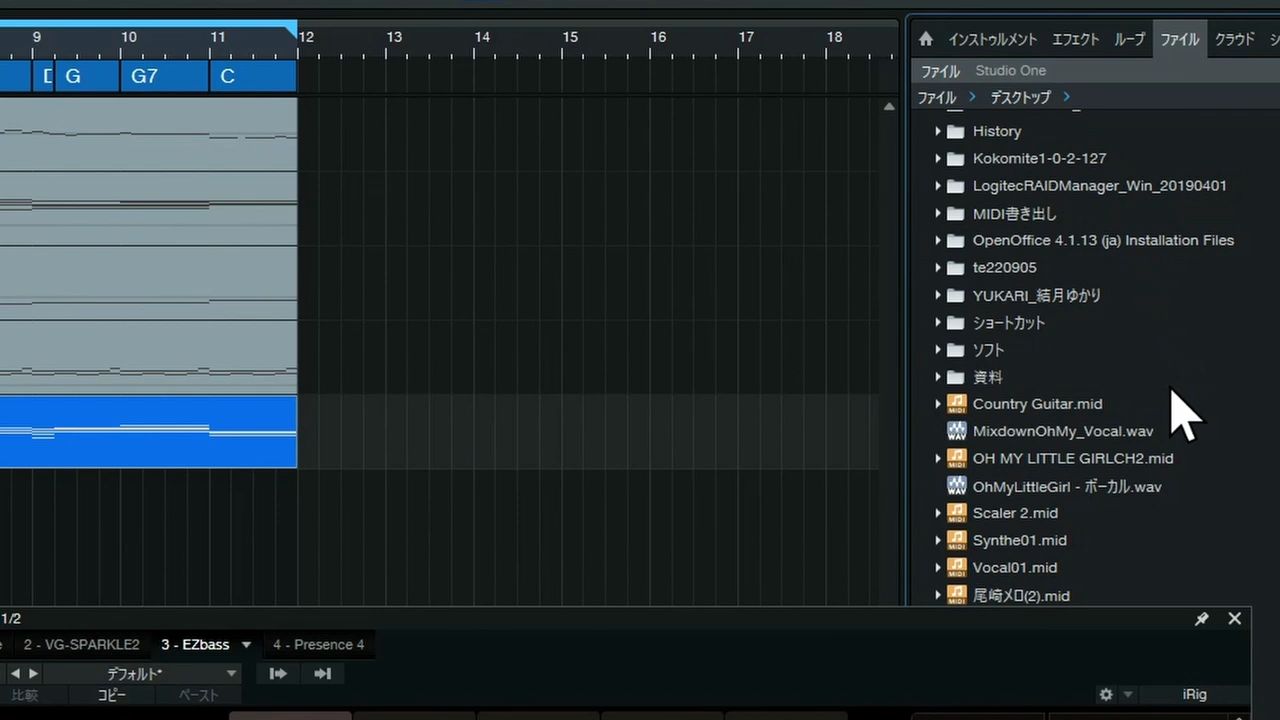 9 10 11 12 13 14 15 16 17 18
G G7 C
インストゥルメント エフェクト ループ ファイル クラウド
ファイル Studio One
ファイル > デスクトップ >
History
Kokomite1-0-2-127
LogitecRAIDManager_Win_20190401
MIDI書き出し
OpenOffice 4.1.13 (ja) Installation Files
te220905
YUKARI_結月ゆかり
ショートカット
ソフト
資料
Country Guitar.mid
MixdownOhMy_Vocal.wav
OH MY LITTLE GIRLCH2.mid
OhMyLittleGirl - ボーカル.wav
Scaler 2.mid
Synthe01.mid
Vocal01.mid
尾崎メロ(2).mid
1/2
2 - VG-SPARKLE2 3 - EZbass 4 - Presence 4
デフォルト*
比較 コピー ペースト
iRig